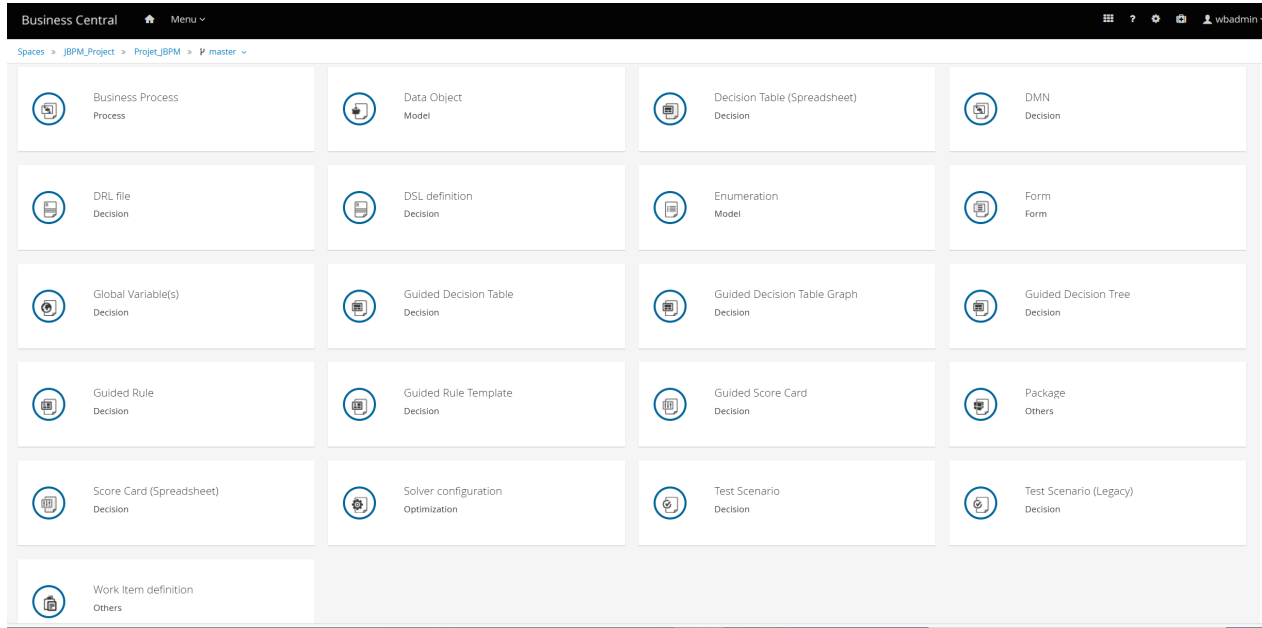 Business Central Menu ? wbadmin
Spaces » JBPM_Project » Projet_JBPM » master
Business Process Data Object Decision Table (Spreadsheet) DMN
Process Model Decision Decision
DRL file DSL definition Enumeration Form
Decision Decision Model Form
Global Variable(s) Guided Decision Table Guided Decision Table Graph Guided Decision Tree
Decision Decision Decision Decision
Guided Rule Guided Rule Template Guided Score Card Package
Decision Decision Decision Others
Score Card (Spreadsheet) Solver configuration Test Scenario Test Scenario (Legacy)
Decision Optimization Decision Decision
Work Item definition
Others